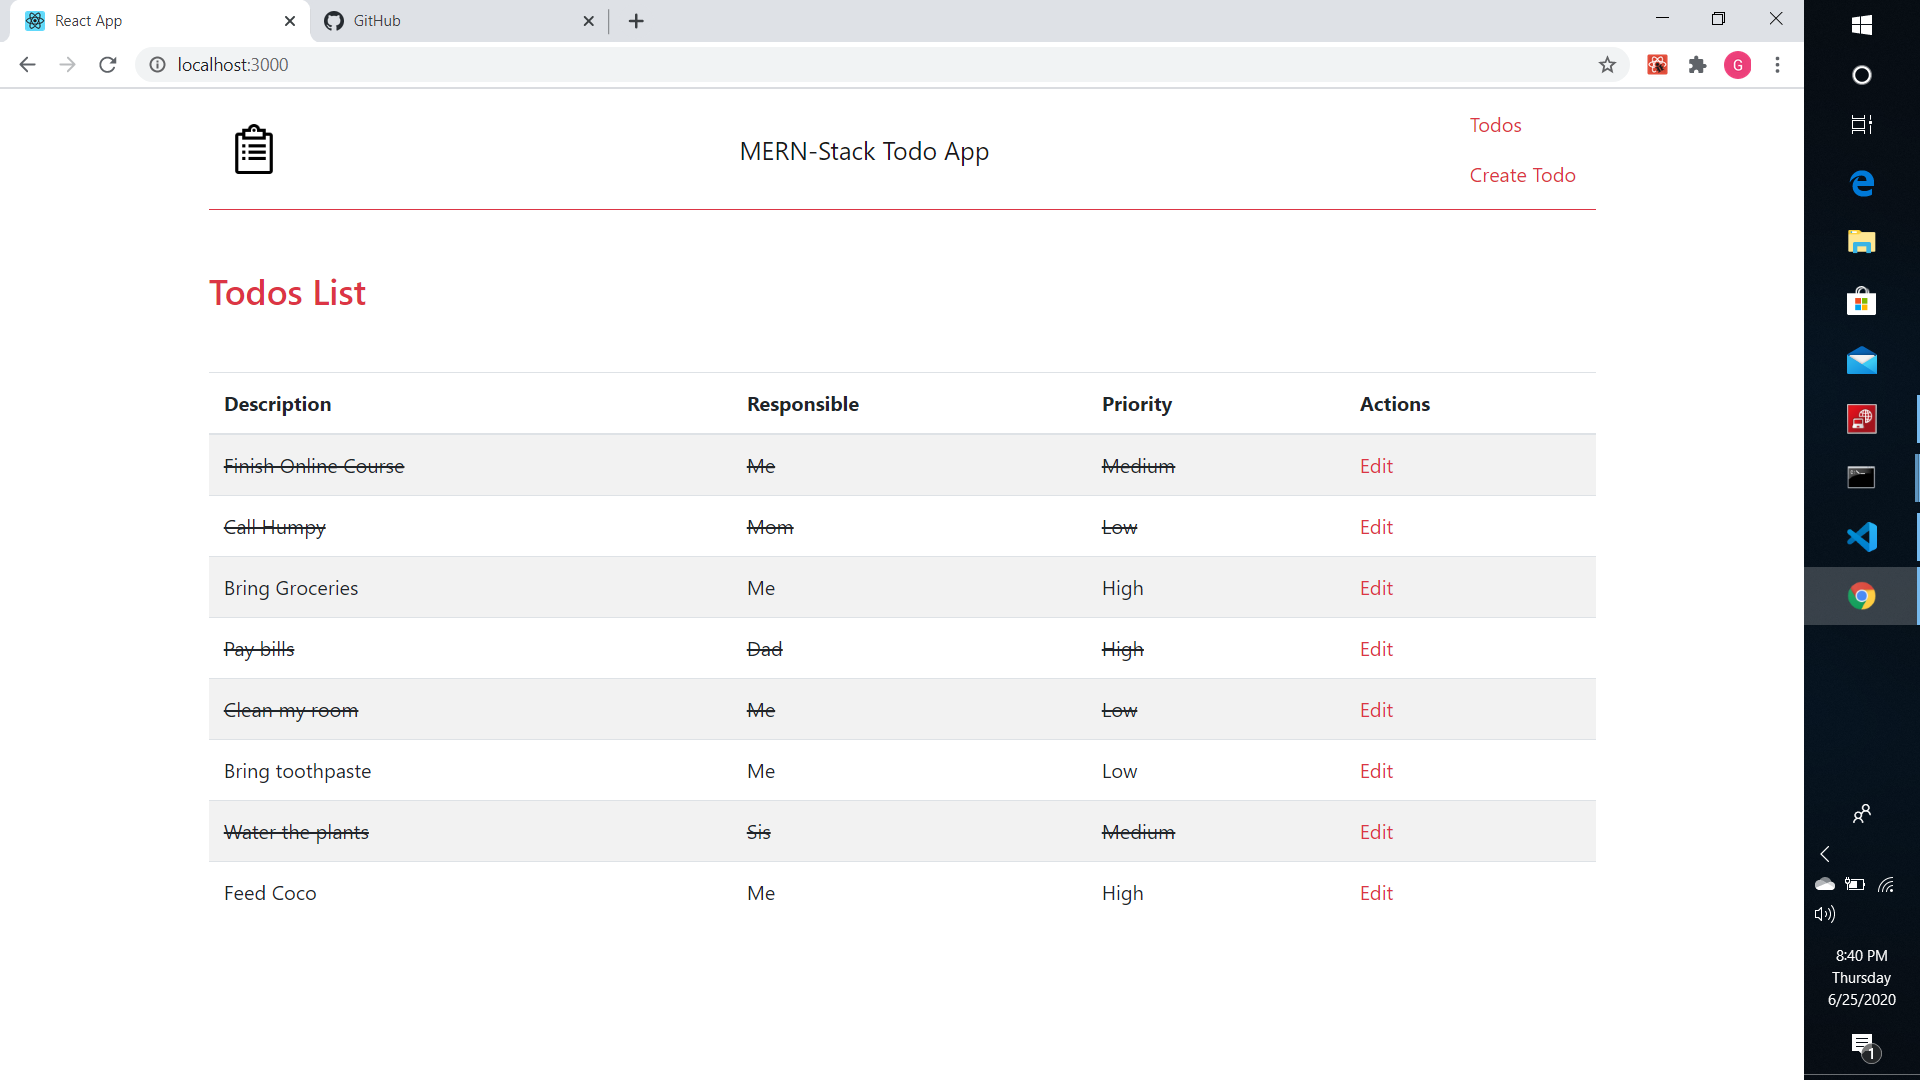 React App
GitHub
localhost:3000
G
MERN-Stack Todo App
Todos
Create Todo
Todos List
Description Responsible Priority Actions
Finish Online Course Me Medium Edit
Call Humpy Mom Low Edit
Bring Groceries Me High Edit
Pay bills Dad High Edit
Clean my room Me Low Edit
Bring toothpaste Me Low Edit
Water the plants Sis Medium Edit
Feed Coco Me High Edit
8:40 PM
Thursday
6/25/2020
1